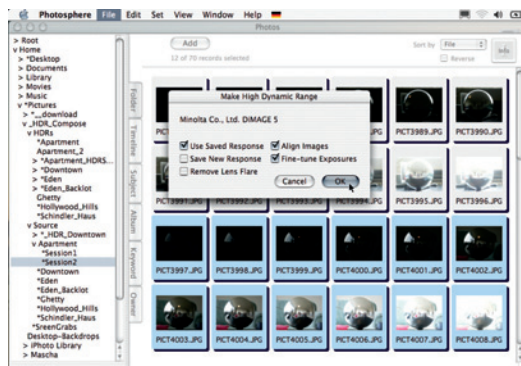 Photosphere File Edit Set View Window Help
Photos
> Root
v Home
> *Desktop
> Documents
> Library
> Movies
> Music
v *Pictures
> *__download
v _HDR_Compose
v HDRs
*Apartment
Apartment_2
> *Apartment_HDRS...
> *Downtown
> *Eden
> *Eden_Backlot
Ghetty
*Hollywood_Hills
*Schindler_Haus
v Source
> *_HDR_Downtown
v Apartment
*Session1
*Session2
*Downtown
*Eden
*Eden_Backlot
*Ghetty
*Hollywood_Hills
*Schindler_Haus
*SreenGrabs
Desktop-Backdrops
> iPhoto Library
> Mascha
Folder
Timeline
Subject
Album
Keyword
Owner
Add
12 of 70 records selected
Sort by File
Reverse
Info
Make High Dynamic Range
Minolta Co., Ltd. DiMAGE 5
Use Saved Response Align Images
Save New Response Fine-tune Exposures
Remove Lens Flare
Cancel OK
PICT3989.JPG PICT3990.JPG
PICT3991.JPG PICT3992.JPG PICT3993.JPG PICT3994.JPG PICT3995.JPG PICT3996.JPG
PICT3997.JPG PICT3998.JPG PICT3999.JPG PICT4000.JPG PICT4001.JPG PICT4002.JPG
PICT4003.JPG PICT4004.JPG PICT4005.JPG PICT4006.JPG PICT4007.JPG PICT4008.JPG